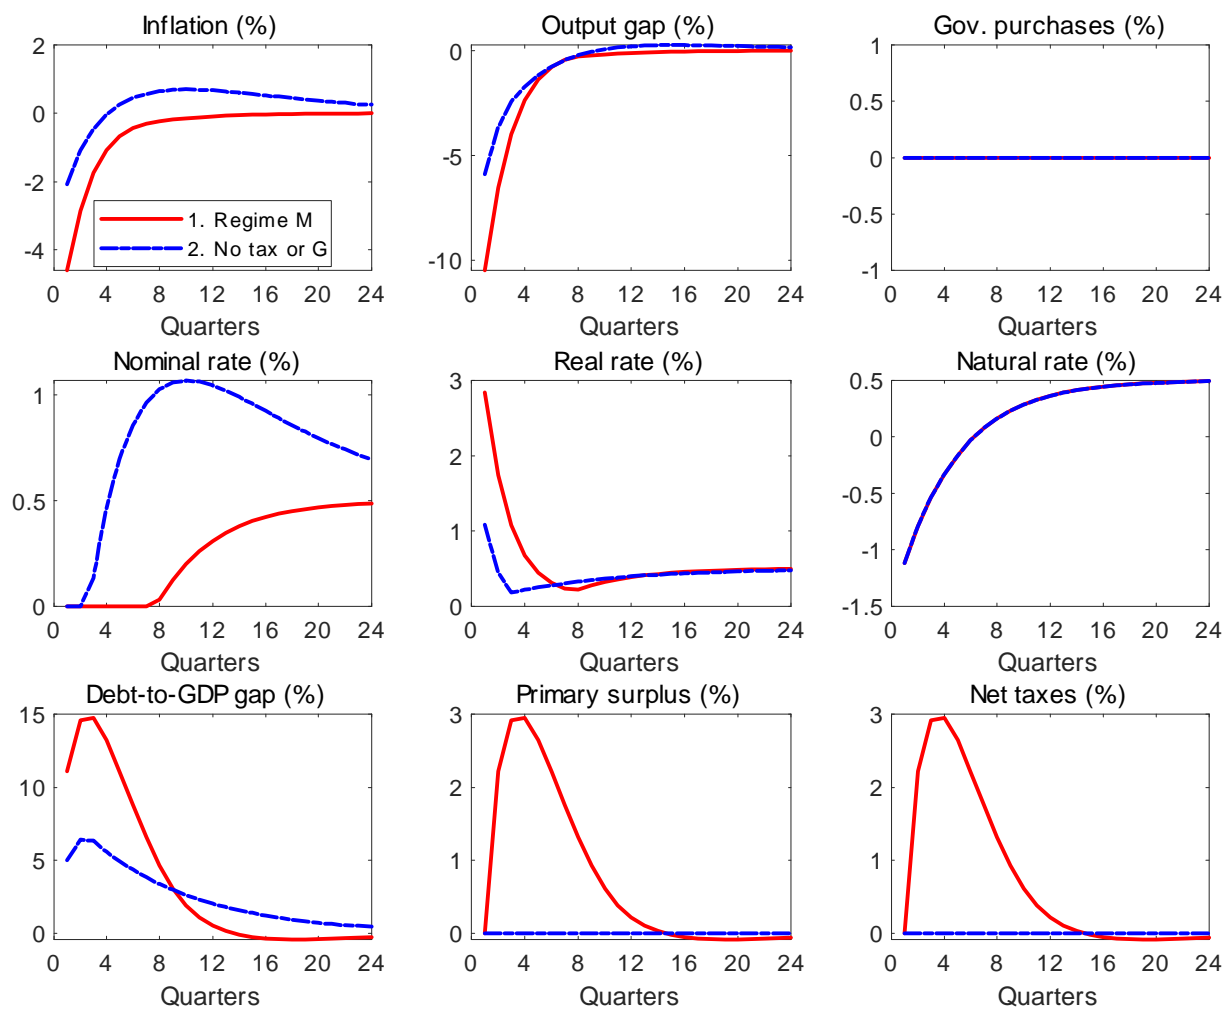 Inflation (%)
Output gap (%)
Gov. purchases (%)
2
0
-2
-4
1. Regime M
2. No tax or G
0 4 8 12 16 20 24
Quarters
0
-5
-10
0 4 8 12 16 20 24
Quarters
1
0.5
0
-0.5
-1
0 4 8 12 16 20 24
Quarters
Nominal rate (%)
Real rate (%)
Natural rate (%)
1
0.5
0
0 4 8 12 16 20 24
Quarters
3
2
1
0
0 4 8 12 16 20 24
Quarters
0.5
0
-0.5
-1
-1.5
0 4 8 12 16 20 24
Quarters
Debt-to-GDP gap (%)
Primary surplus (%)
Net taxes (%)
15
10
5
0
0 4 8 12 16 20 24
Quarters
3
2
1
0
0 4 8 12 16 20 24
Quarters
3
2
1
0
0 4 8 12 16 20 24
Quarters